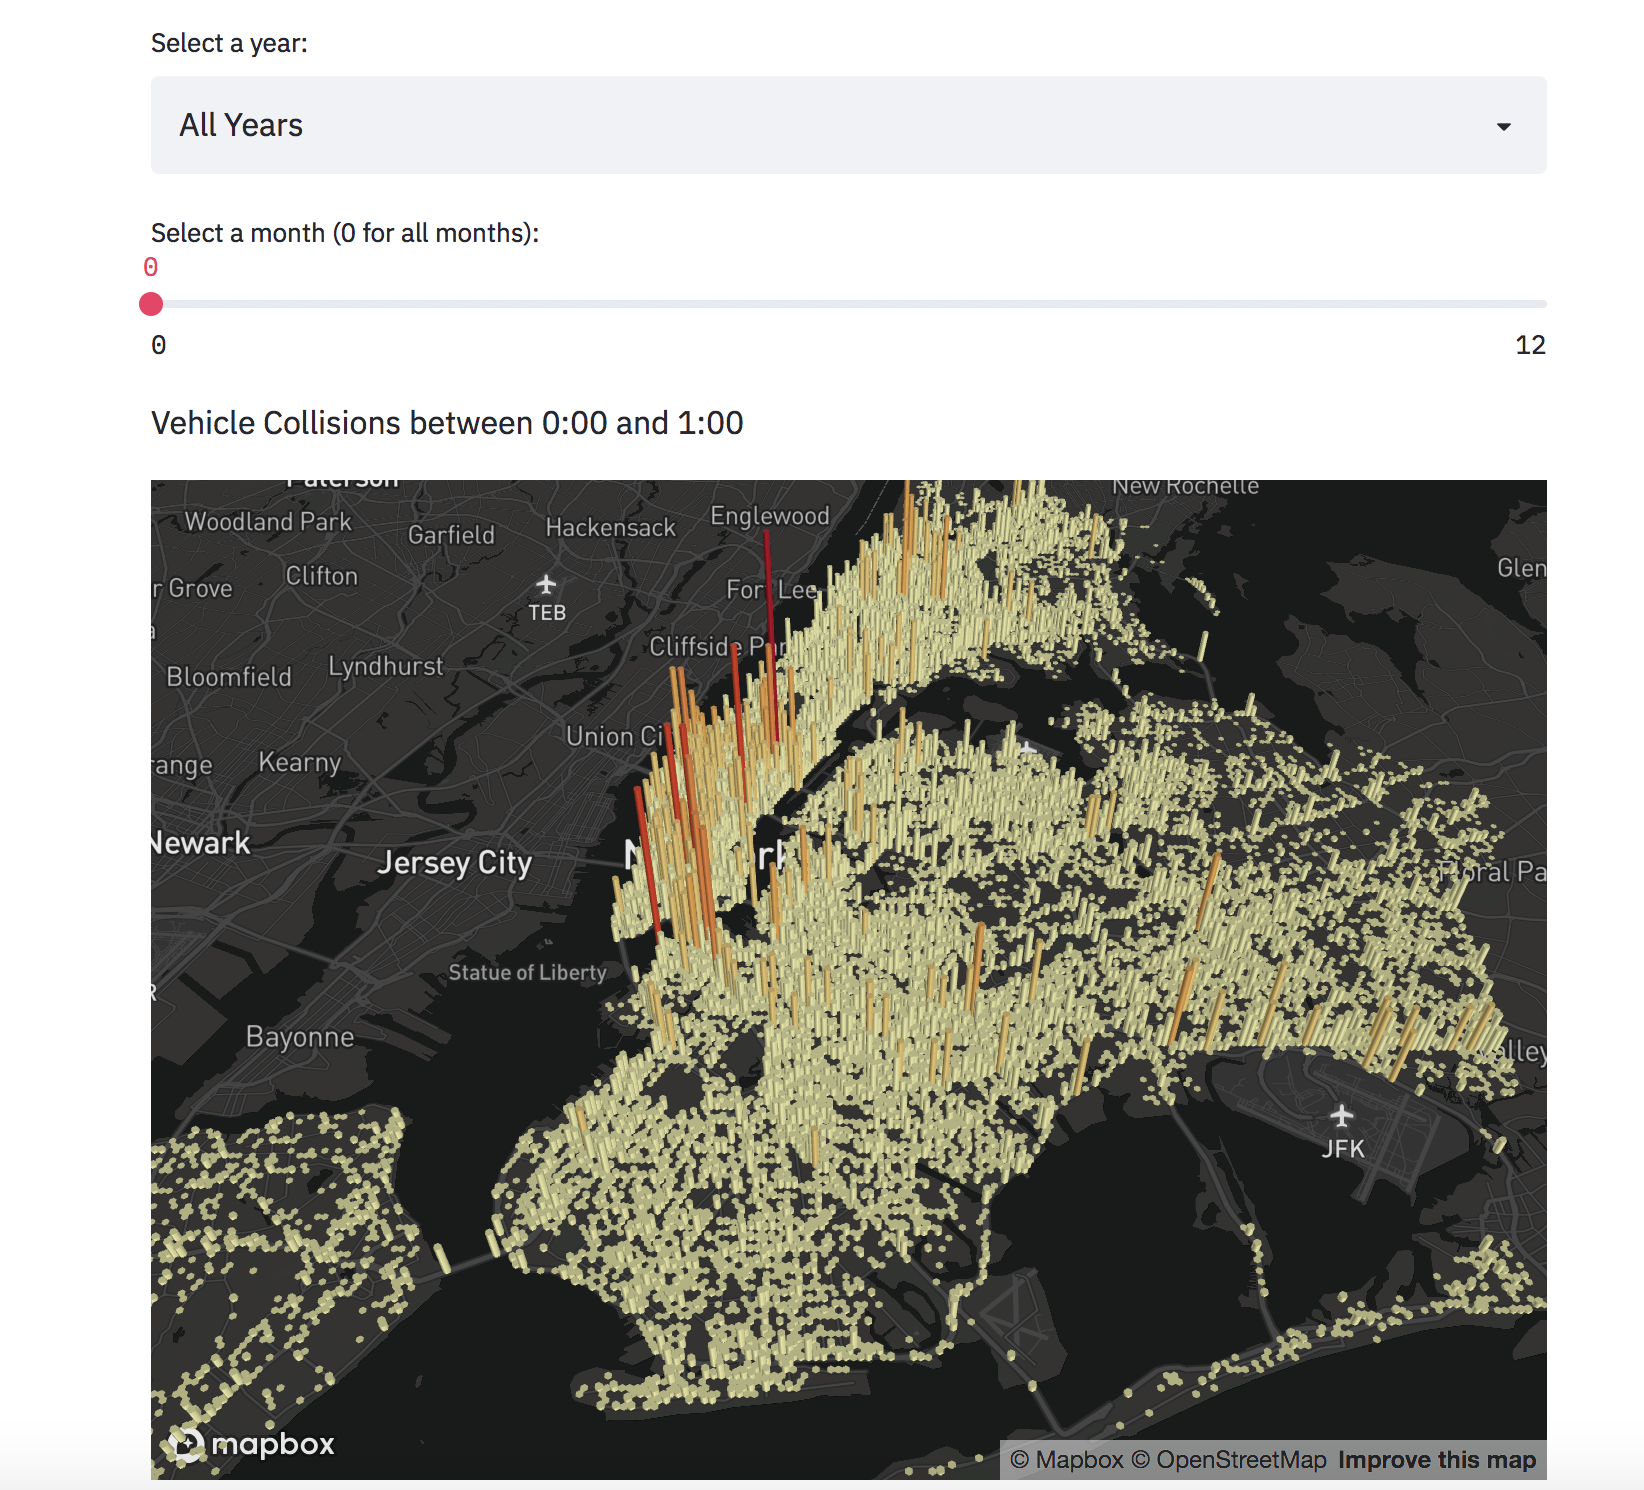 Select a year:
All Years
Select a month (0 for all months):
0
0
12
Vehicle Collisions between 0:00 and 1:00
Paterson
New Rochelle
Woodland Park
Garfield
Hackensack
Englewood
Clifton
Glen
r Grove
TEB
Fort Lee
Cliffside Par
Lyndhurst
Bloomfield
Union Ci
ange
Kearny
Newark
Jersey City
N
rk
Floral Pa
Statue of Liberty
R
Bayonne
alley
JFK
mapbox
© Mapbox © OpenStreetMap Improve this map